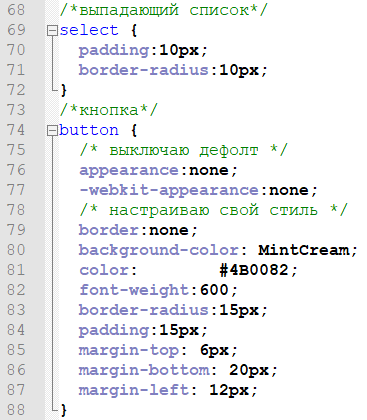 68 /*выпадающий список*/
69 select {
70 padding:10px;
71 border-radius:10px;
72 }
73 /*кнопка*/
74 button {
75 /* выключаю дефолт */
76 appearance:none;
77 -webkit-appearance:none;
78 /* настраиваю свой стиль */
79 border:none;
80 background-color: MintCream;
81 color:        #4B0082;
82 font-weight:600;
83 border-radius:15px;
84 padding:15px;
85 margin-top: 6px;
86 margin-bottom: 20px;
87 margin-left: 12px;
88 }